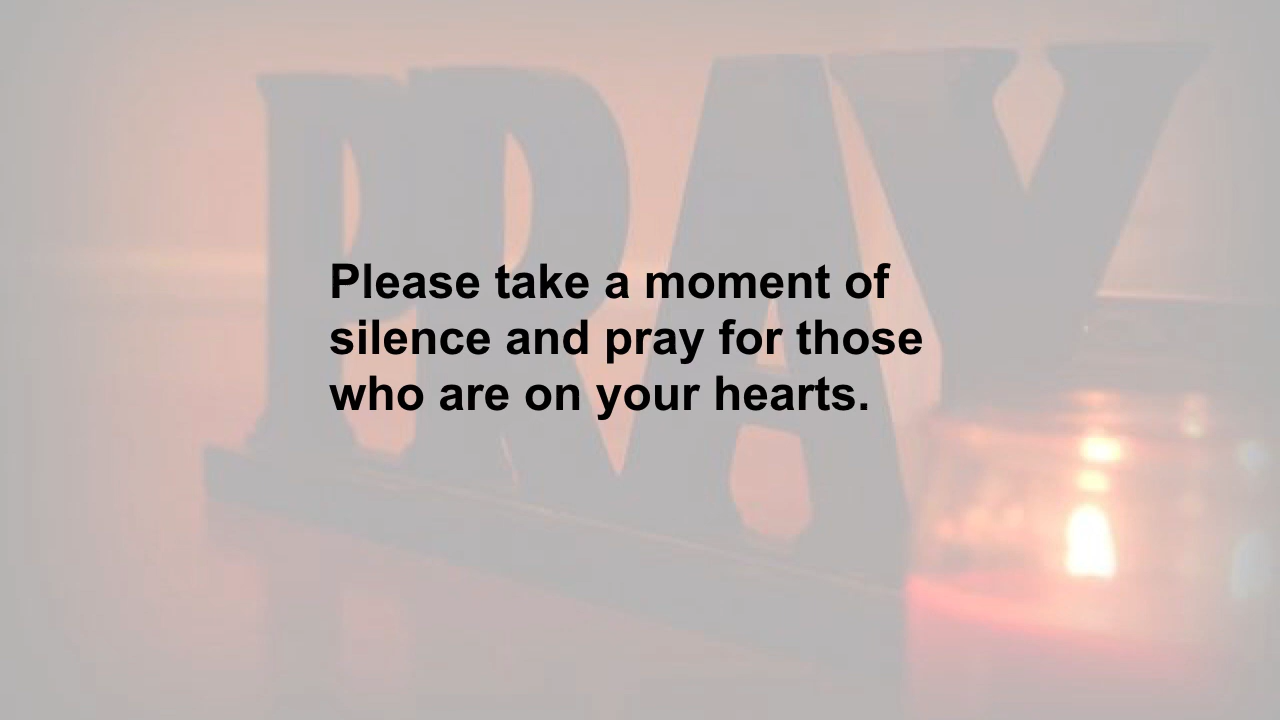 PRAY
Please take a moment of
silence and pray for those
who are on your hearts.